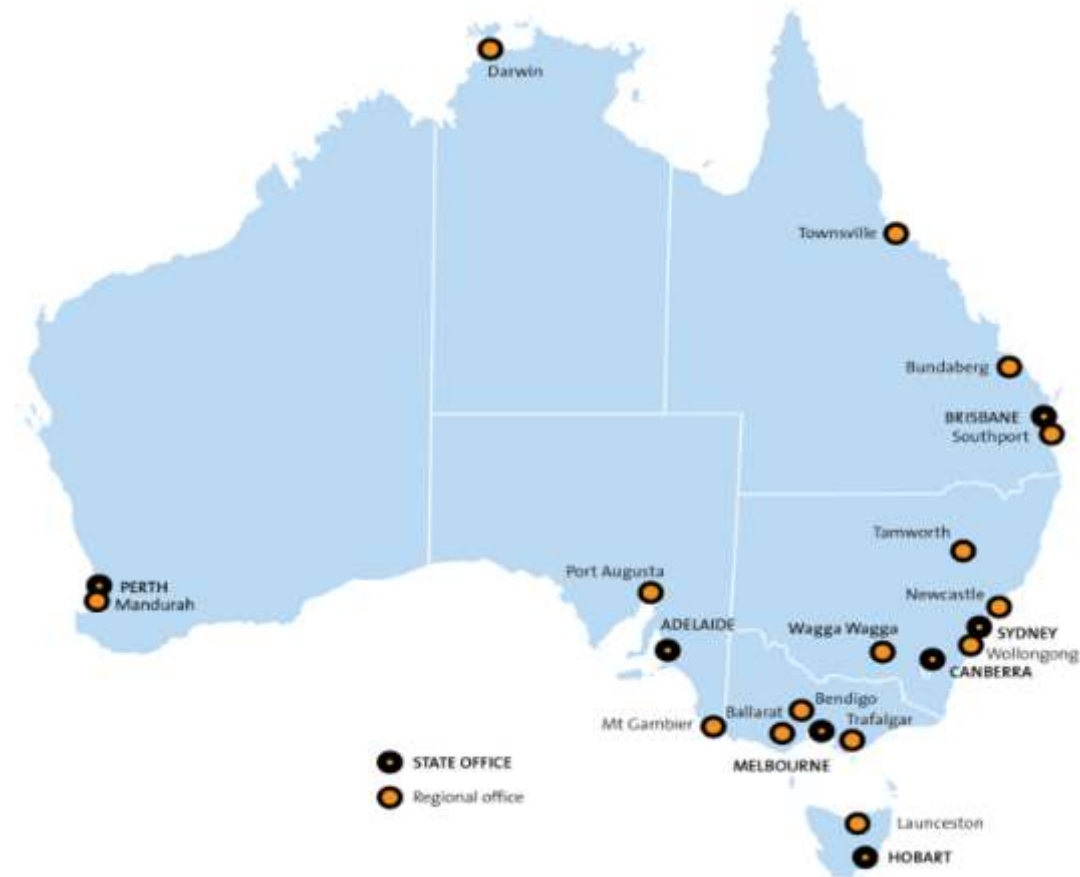 Darwin
Townsville
Bundaberg
BRISBANE
Southport
Tamworth
Port Augusta
PERTH
Mandurah
Newcastle
ADELAIDE
Wagga Wagga
SYDNEY
Wollongong
CANBERRA
Bendigo
Ballarat
Trafalgar
Mt Gambier
MELBOURNE
STATE OFFICE
Regional office
Launceston
HOBART